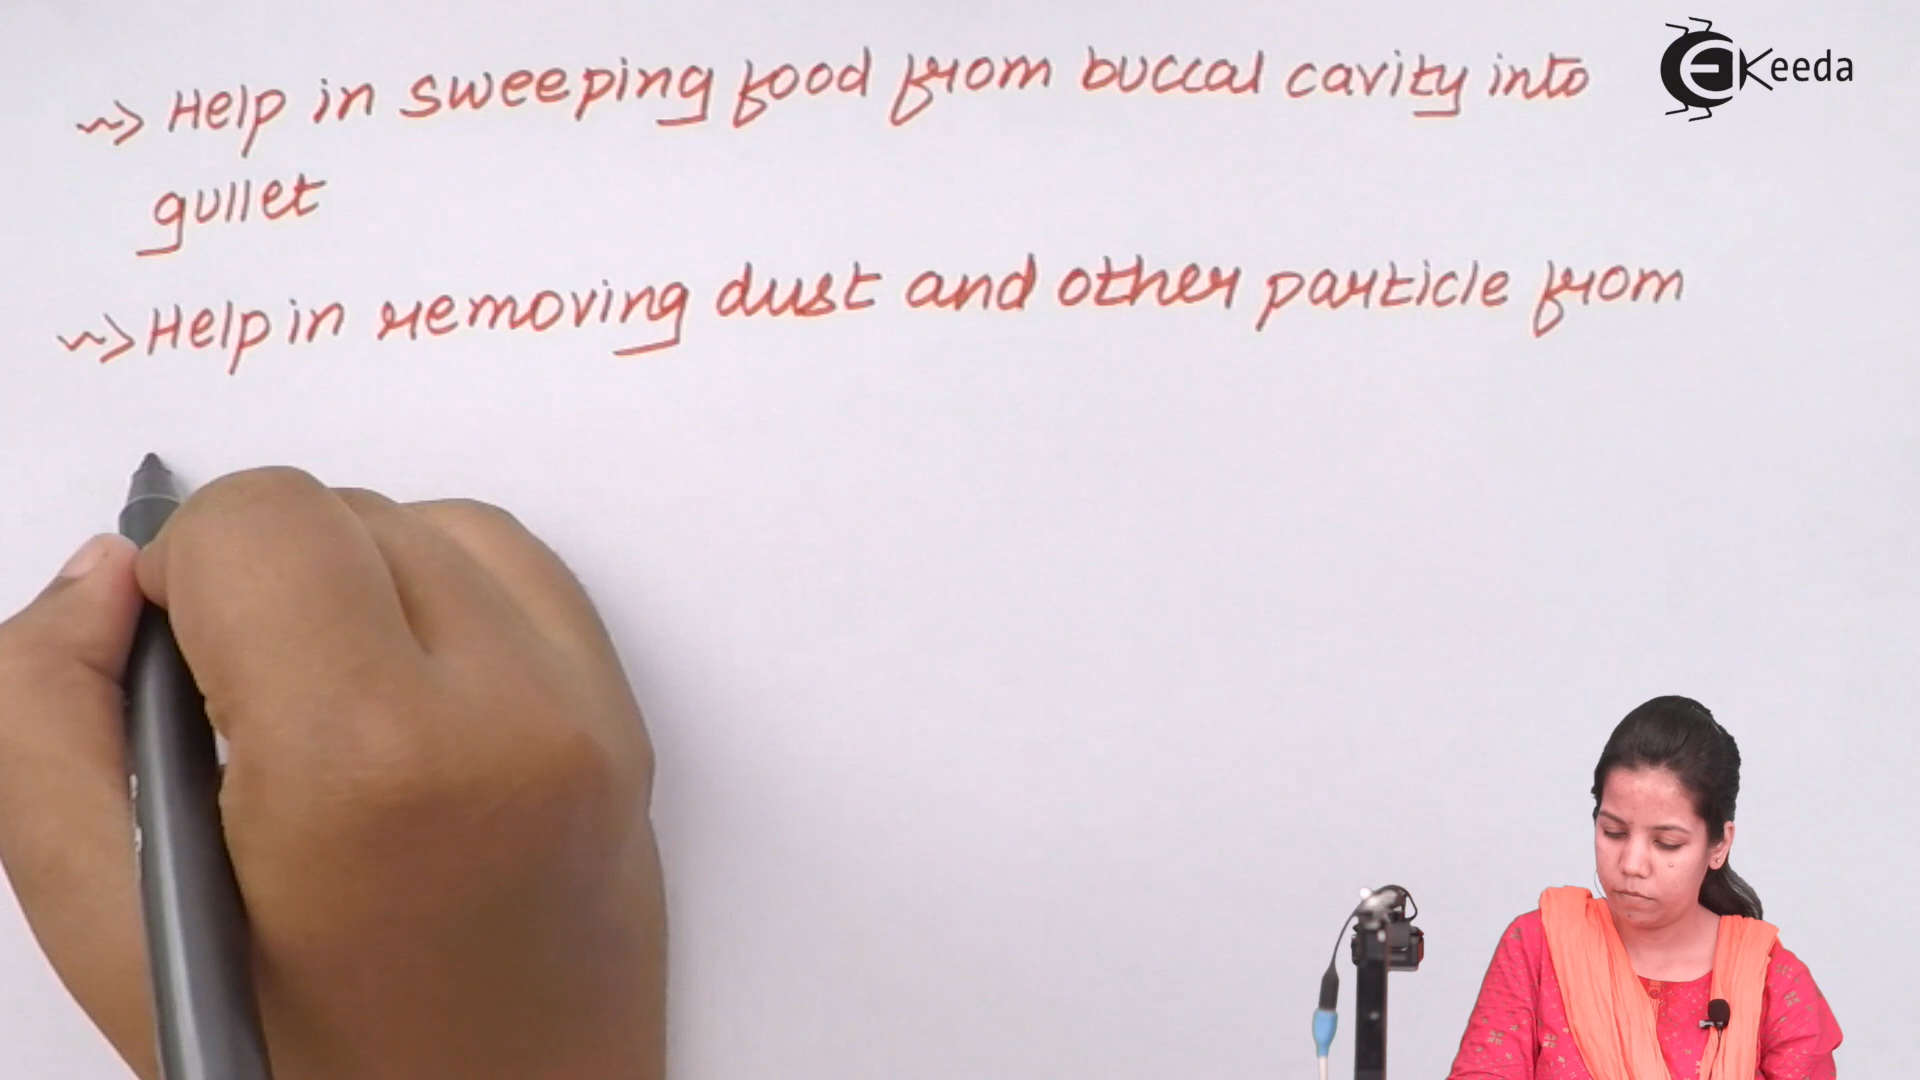 ~> Help in sweeping food from buccal cavity into
gullet
~> Help in removing dust and other particle from
EKeeda